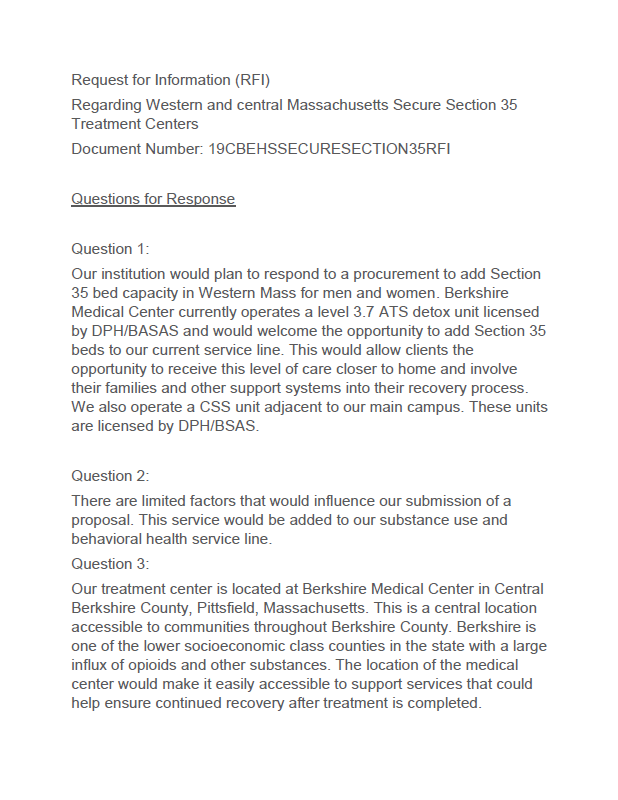 Request for Information (RFI)
Regarding Western and central Massachusetts Secure Section 35
Treatment Centers
Document Number: 19CBEHSSECURESECTION35RFI
Questions for Response
Question 1:
Our institution would plan to respond to a procurement to add Section
35 bed capacity in Western Mass for men and women. Berkshire
Medical Center currently operates a level 3.7 ATS detox unit licensed
by DPH/BASAS and would welcome the opportunity to add Section 35
beds to our current service line. This would allow clients the
opportunity to receive this level of care closer to home and involve
their families and other support systems into their recovery process.
We also operate a CSS unit adjacent to our main campus. These units
are licensed by DPH/BSAS.
Question 2:
There are limited factors that would influence our submission of a
proposal. This service would be added to our substance use and
behavioral health service line.
Question 3:
Our treatment center is located at Berkshire Medical Center in Central
Berkshire County, Pittsfield, Massachusetts. This is a central location
accessible to communities throughout Berkshire County. Berkshire is
one of the lower socioeconomic class counties in the state with a large
influx of opioids and other substances. The location of the medical
center would make it easily accessible to support services that could
help ensure continued recovery after treatment is completed.